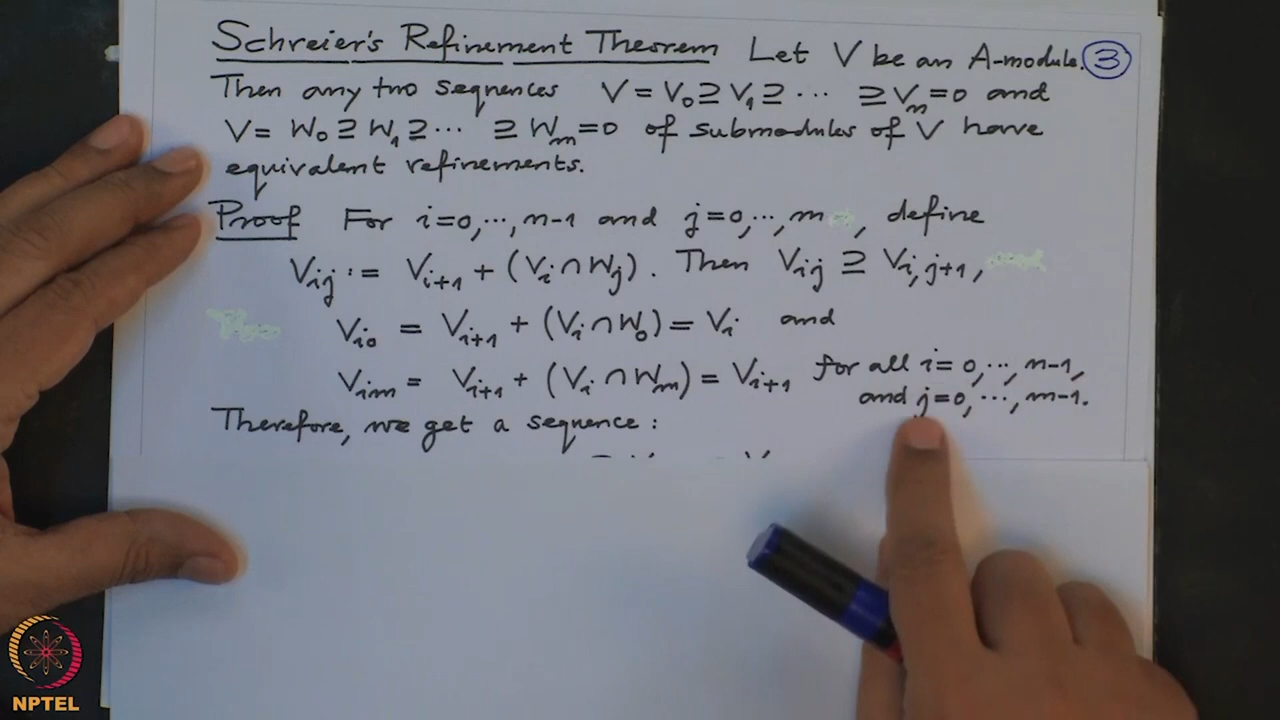 Schreier's Refinement Theorem Let V be an A-module. ③
Then any two sequences V = V₀ ⊇ V₁ ⊇ ⋯ ⊇ Vₙ = 0 and
V = W₀ ⊇ W₁ ⊇ ⋯ ⊇ Wₘ = 0 of submodules of V have
equivalent refinements.
Proof For i=0,⋯,n-1 and j=0,⋯,m , define
Vᵢⱼ := Vᵢ₊₁ + (Vᵢ ∩ Wⱼ). Then Vᵢⱼ ⊇ Vᵢ,ⱼ₊₁,
Vᵢ₀ = Vᵢ₊₁ + (Vᵢ ∩ W₀) = Vᵢ and
Vᵢₘ = Vᵢ₊₁ + (Vᵢ ∩ Wₘ) = Vᵢ₊₁ for all i=0,⋯,n-1,
and j=0,⋯,m-1.
Therefore, we get a sequence :
NPTEL